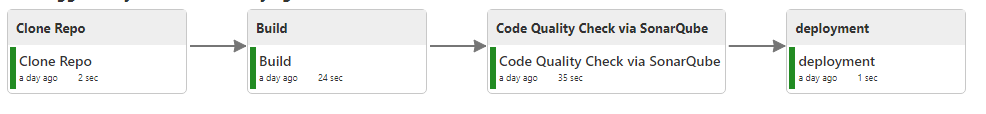 Clone Repo
Clone Repo
a day ago 2 sec
Build
Build
a day ago 24 sec
Code Quality Check via SonarQube
Code Quality Check via SonarQube
a day ago 35 sec
deployment
deployment
a day ago 1 sec